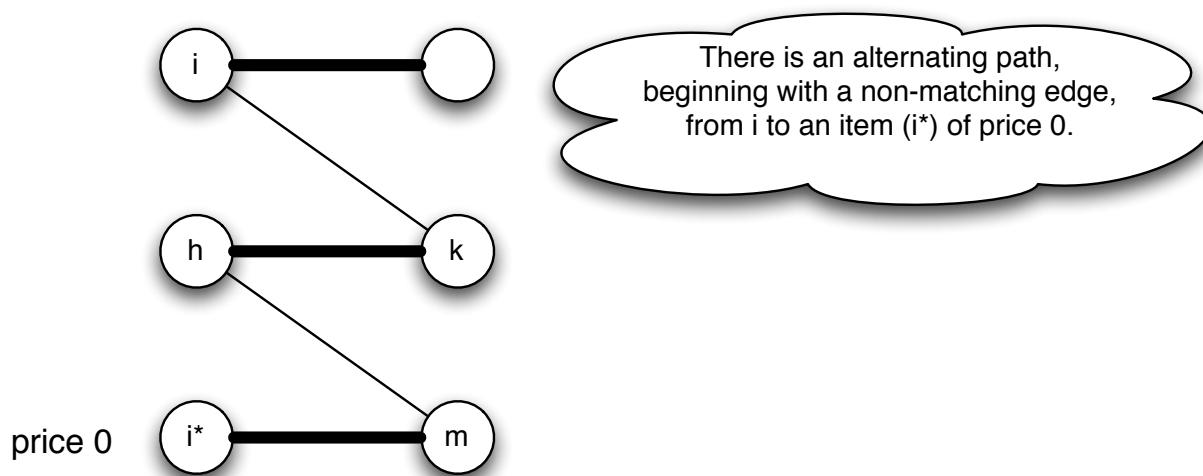 i
There is an alternating path,
beginning with a non-matching edge,
from i to an item (i*) of price 0.
h
k
price 0
i*
m